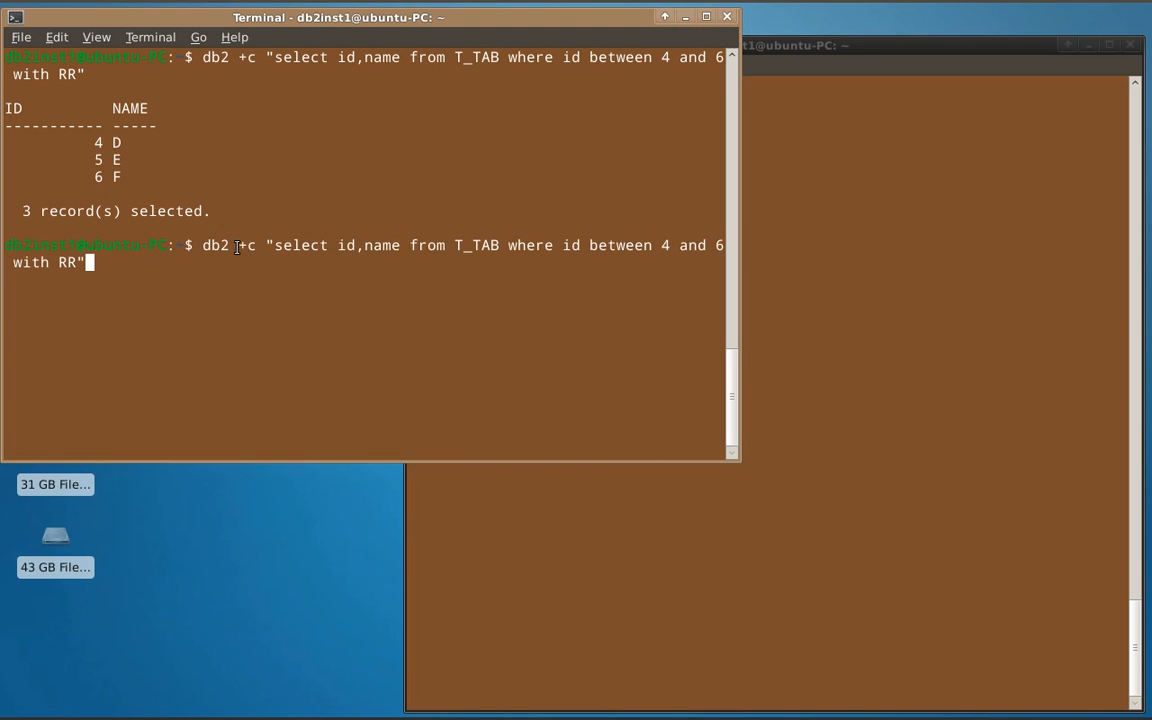 Terminal - db2inst1@ubuntu-PC: ~
t1@ubuntu-PC: ~
File Edit View Terminal Go Help
db2inst1@ubuntu-PC:~$ db2 +c "select id,name from T_TAB where id between 4 and 6
with RR"
ID NAME
----------- -----
4 D
5 E
6 F
3 record(s) selected.
db2inst1@ubuntu-PC:~$ db2 +c "select id,name from T_TAB where id between 4 and 6
with RR"
31 GB File...
43 GB File...